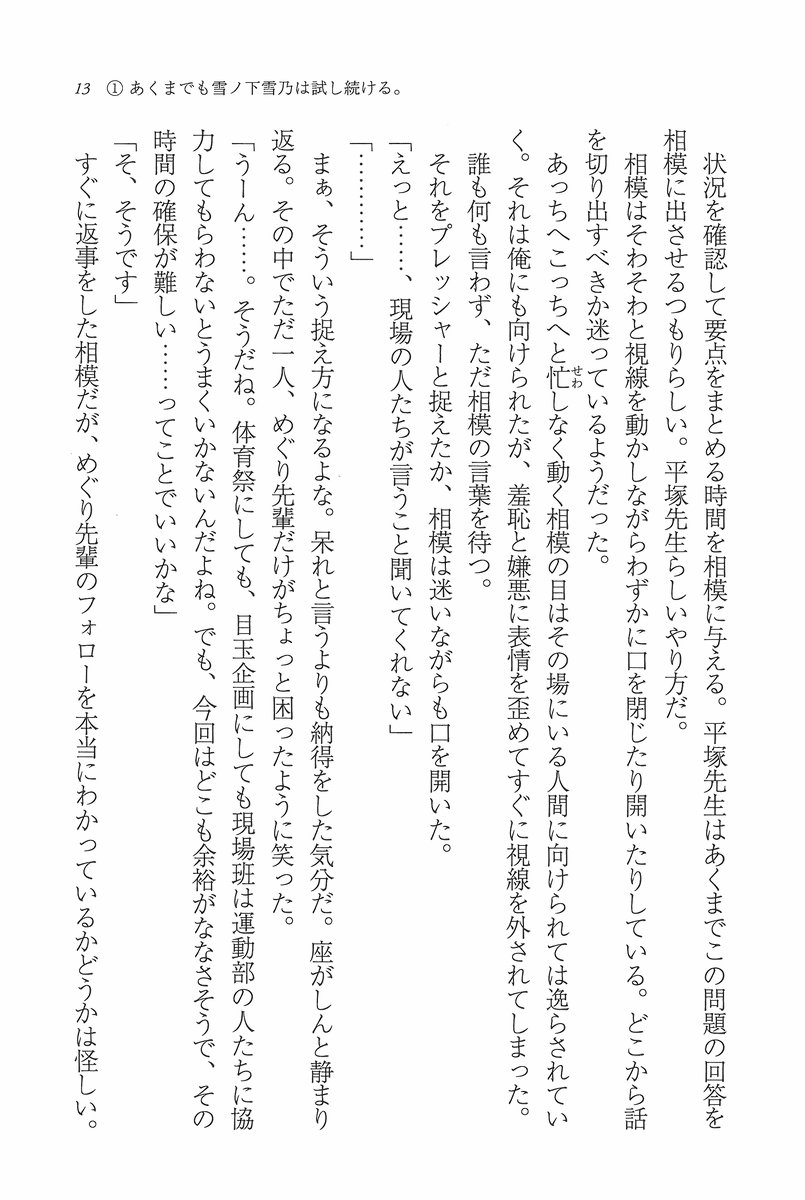 13　① あくまでも雪ノ下雪乃は試し続ける。
　状況を確認して要点をまとめる時間を相模に与える。平塚先生はあくまでこの問題の回答を
相模に出させるつもりらしい。平塚先生らしいやり方だ。
　相模はそわそわと視線を動かしながらわずかに口を閉じたり開いたりしている。どこから話
を切り出すべきか迷っているようだった。
　あっちへこっちへと忙しなく動く相模の目はその場にいる人間に向けられては逸らされてい
せわ
く。それは俺にも向けられたが、羞恥と嫌悪に表情を歪めてすぐに視線を外されてしまった。
　誰も何も言わず、ただ相模の言葉を待つ。
　それをプレッシャーと捉えたか、相模は迷いながらも口を開いた。
「えっと……、現場の人たちが言うこと聞いてくれない」
「…………」
　まぁ、そういう捉え方になるよな。呆れと言うよりも納得をした気分だ。座がしんと静まり
返る。その中でただ一人、めぐり先輩だけがちょっと困ったように笑った。
「うーん……。そうだね。体育祭にしても、目玉企画にしても現場班は運動部の人たちに協
力してもらわないとうまくいかないんだよね。でも、今回はどこも余裕がななさそうで、その
時間の確保が難しい……ってことでいいかな」
「そ、そうです」
　すぐに返事をした相模だが、めぐり先輩のフォローを本当にわかっているかどうかは怪しい。